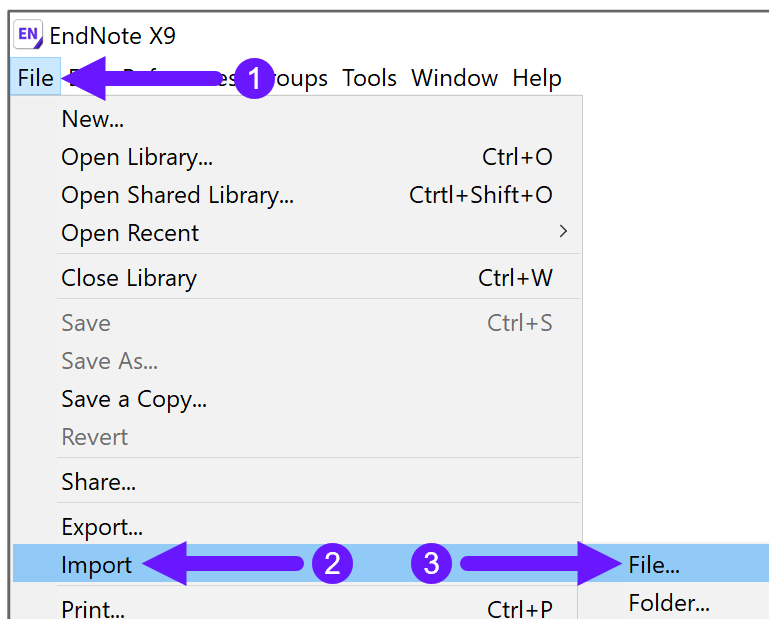 EN EndNote X9
File 1 Groups Tools Window Help
New...
Open Library... Ctrl+O
Open Shared Library... Ctrtl+Shift+O
Open Recent >
Close Library Ctrl+W
Save Ctrl+S
Save As...
Save a Copy...
Revert
Share...
Export...
Import 2 3 File...
Folder...
Print... Ctrl+P